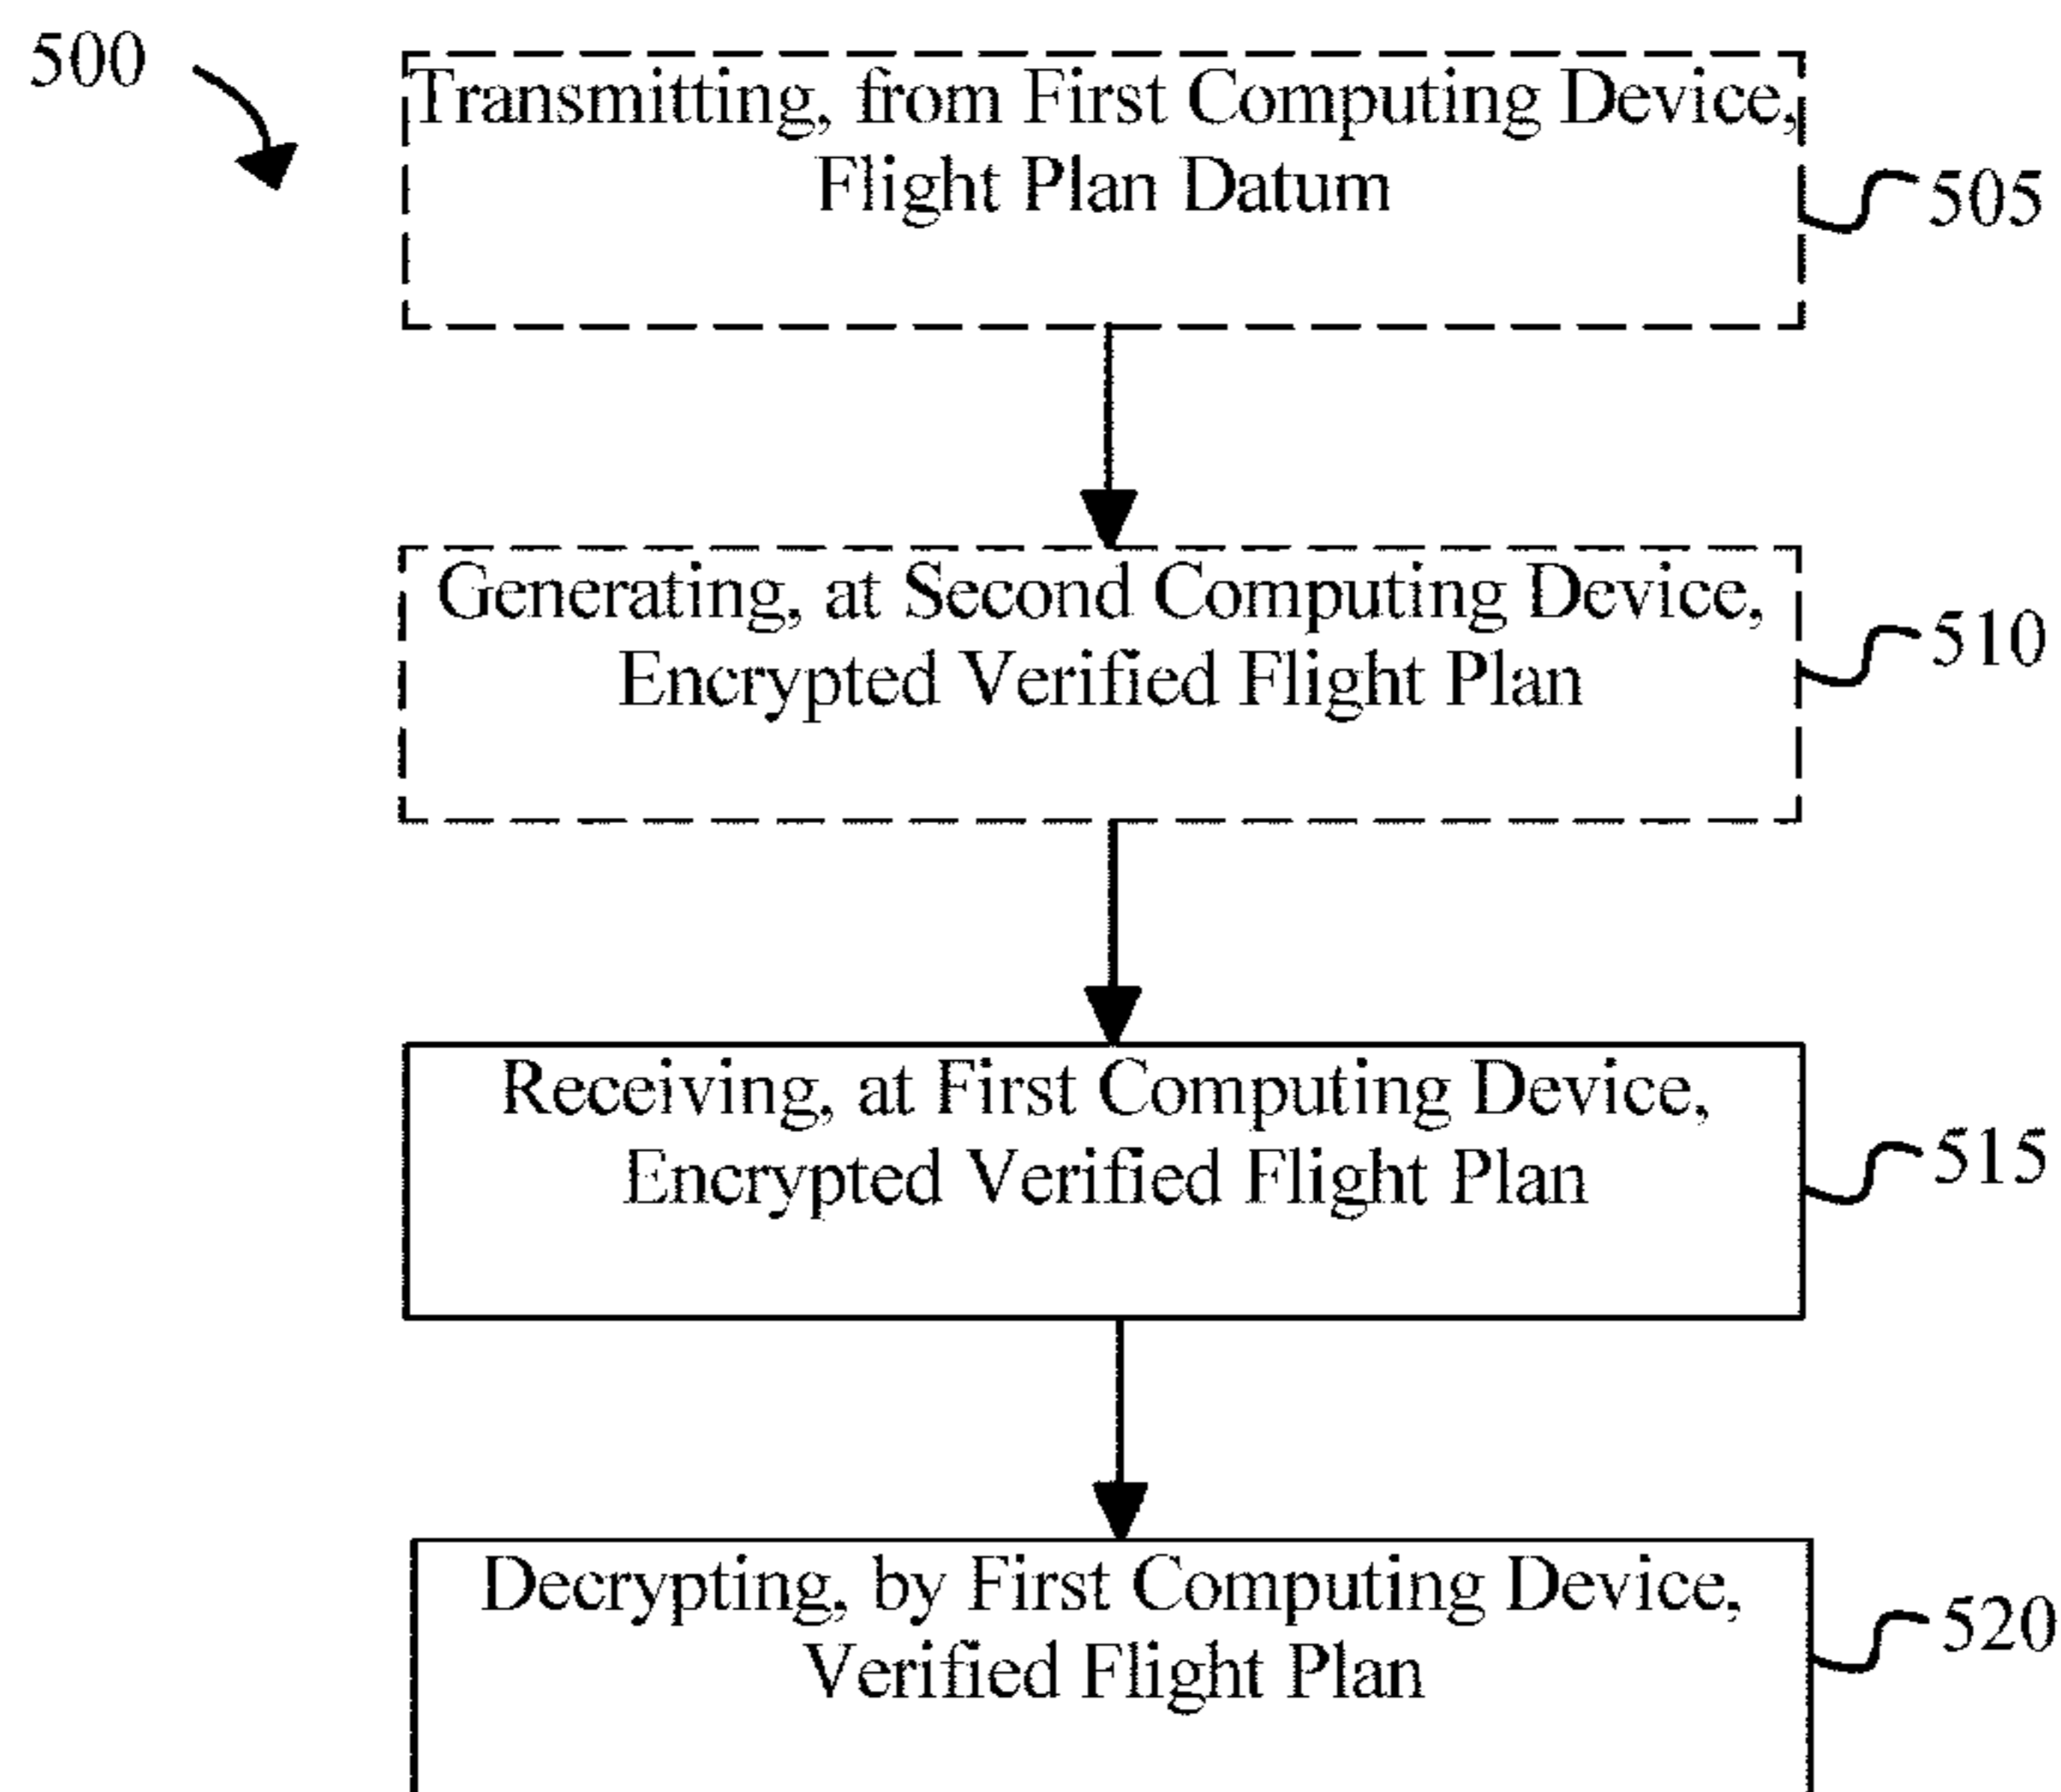 500
Transmitting, from First Computing Device,
Flight Plan Datum
505
Generating, at Second Computing Device,
Encrypted Verified Flight Plan
510
Receiving, at First Computing Device,
Encrypted Verified Flight Plan
515
Decrypting, by First Computing Device,
Verified Flight Plan
520